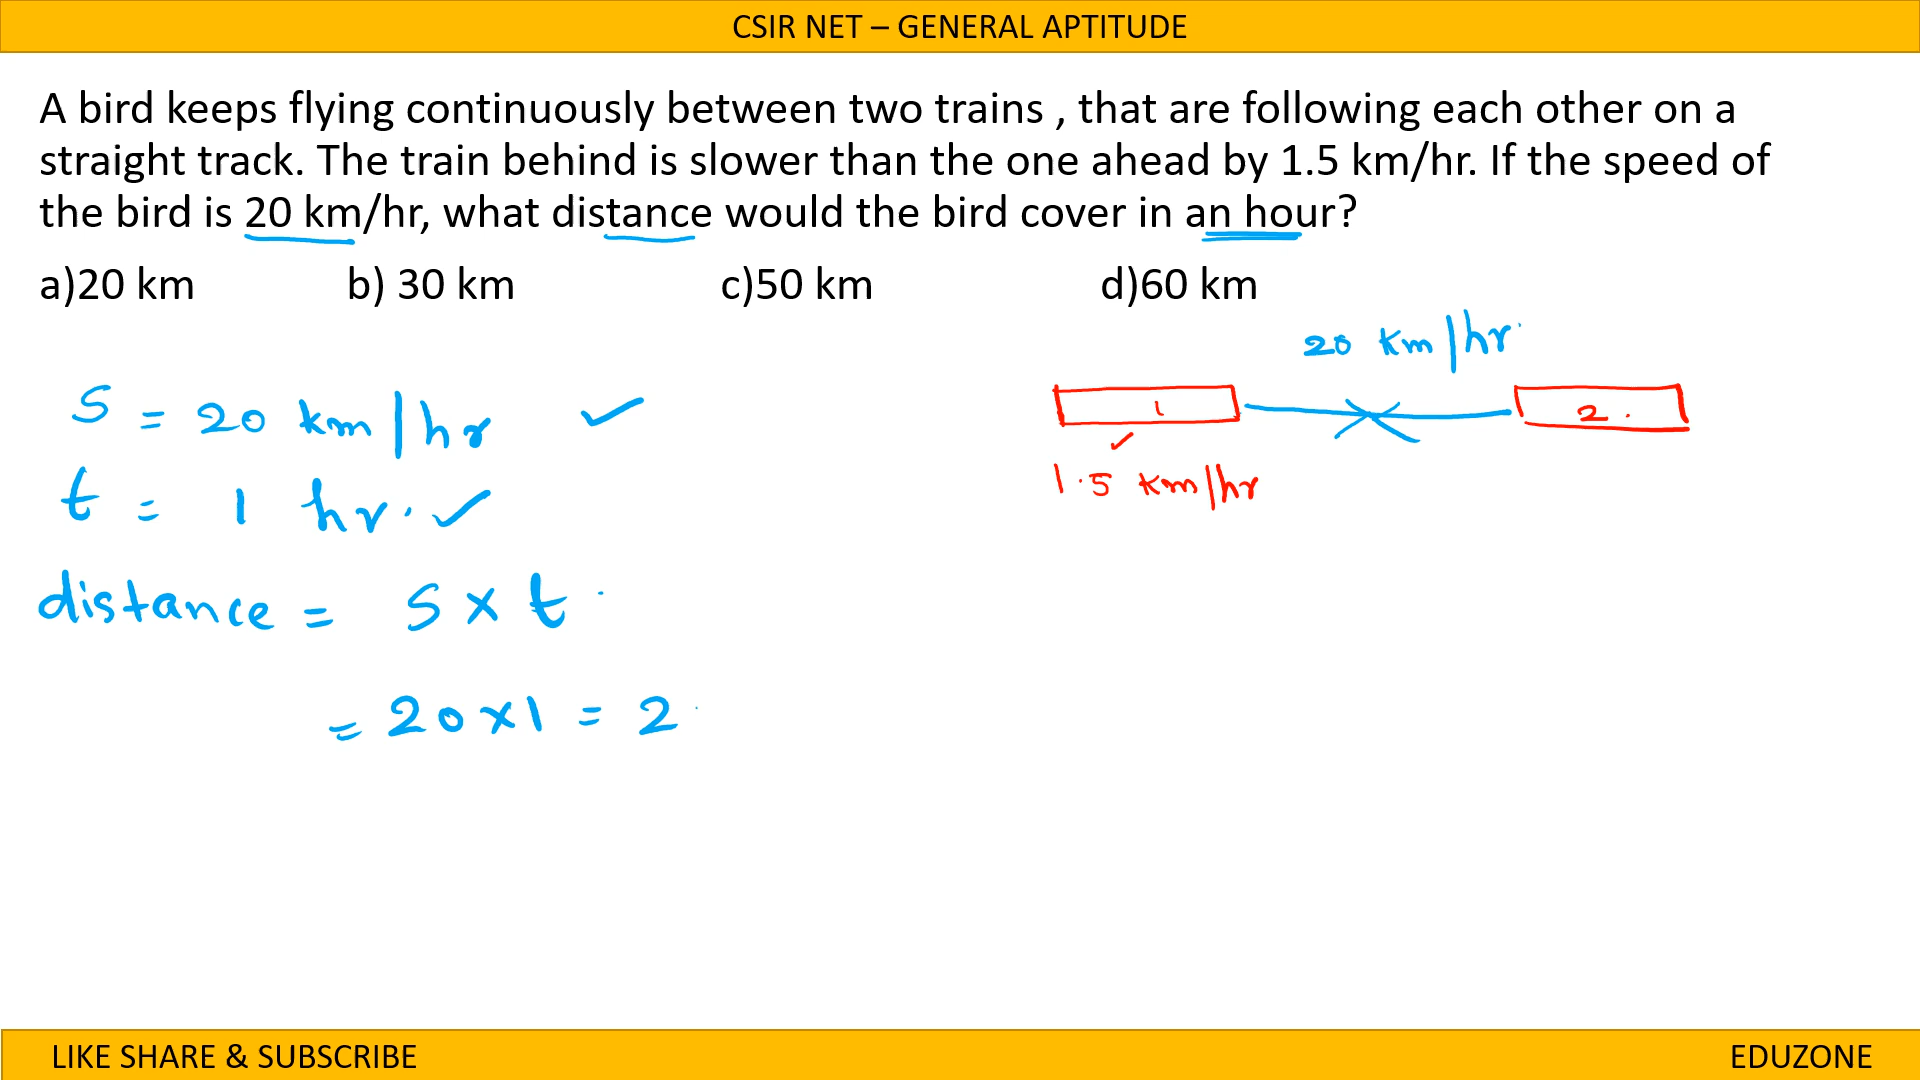 CSIR NET – GENERAL APTITUDE
A bird keeps flying continuously between two trains , that are following each other on a
straight track. The train behind is slower than the one ahead by 1.5 km/hr. If the speed of
the bird is 20 km/hr, what distance would the bird cover in an hour?
a)20 km b) 30 km c)50 km d)60 km
20 km/hr.
1 2.
1.5 km/hr
S = 20 km/hr
t = 1 hr.
distance = S x t.
= 20 x 1 = 2
LIKE SHARE & SUBSCRIBE EDUZONE